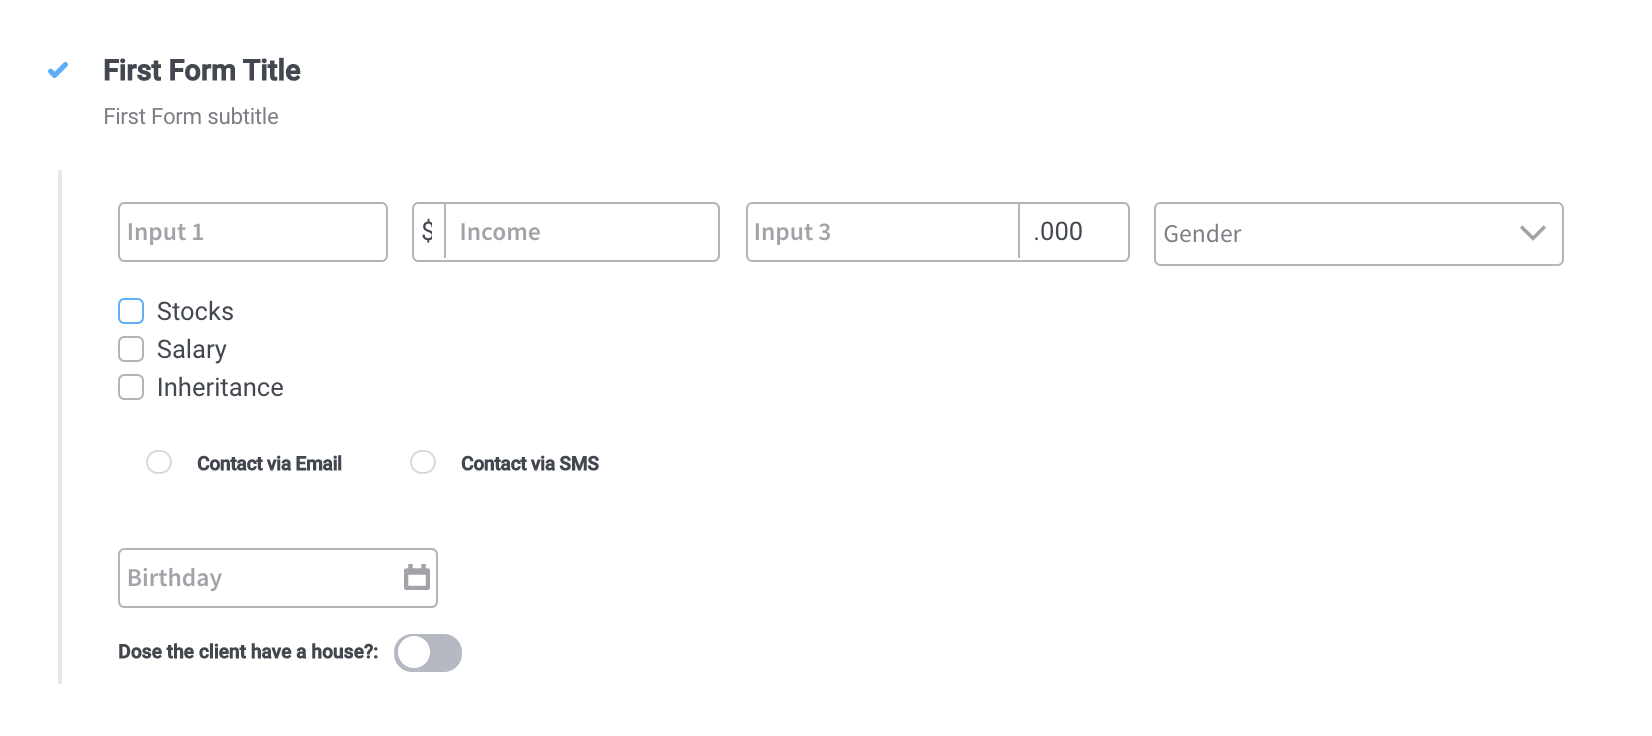 First Form Title
First Form subtitle
Input 1 $ Income Input 3 .000 Gender
Stocks
Salary
Inheritance
Contact via Email Contact via SMS
Birthday
Dose the client have a house?: